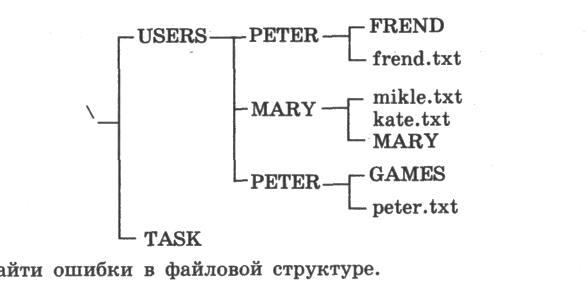 FREND
USERS PETER
frend.txt
mikle.txt
\ MARY kate.txt
MARY
GAMES
PETER
peter.txt
TASK
айти ошибки в файловой структуре.